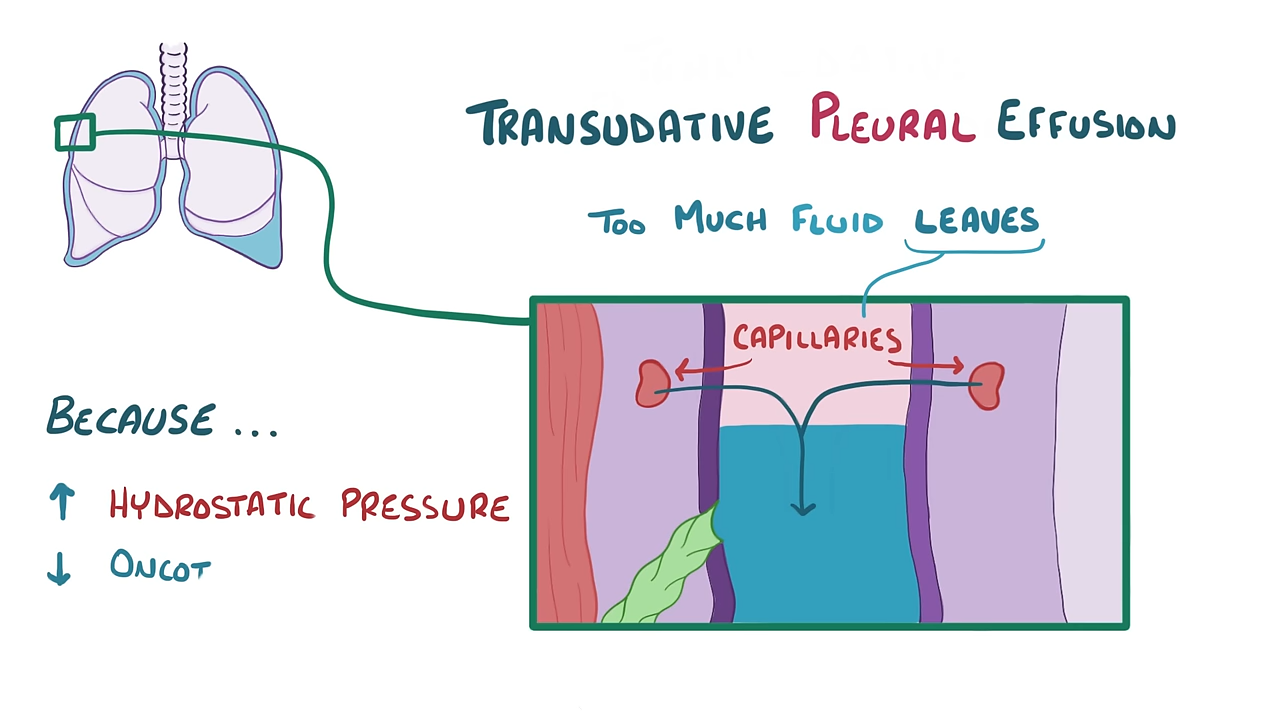 TRANSUDATIVE PLEURAL EFFUSION
TOO MUCH FLUID LEAVES
CAPILLARIES
BECAUSE ...
↑ HYDROSTATIC PRESSURE
↓ ONCOT